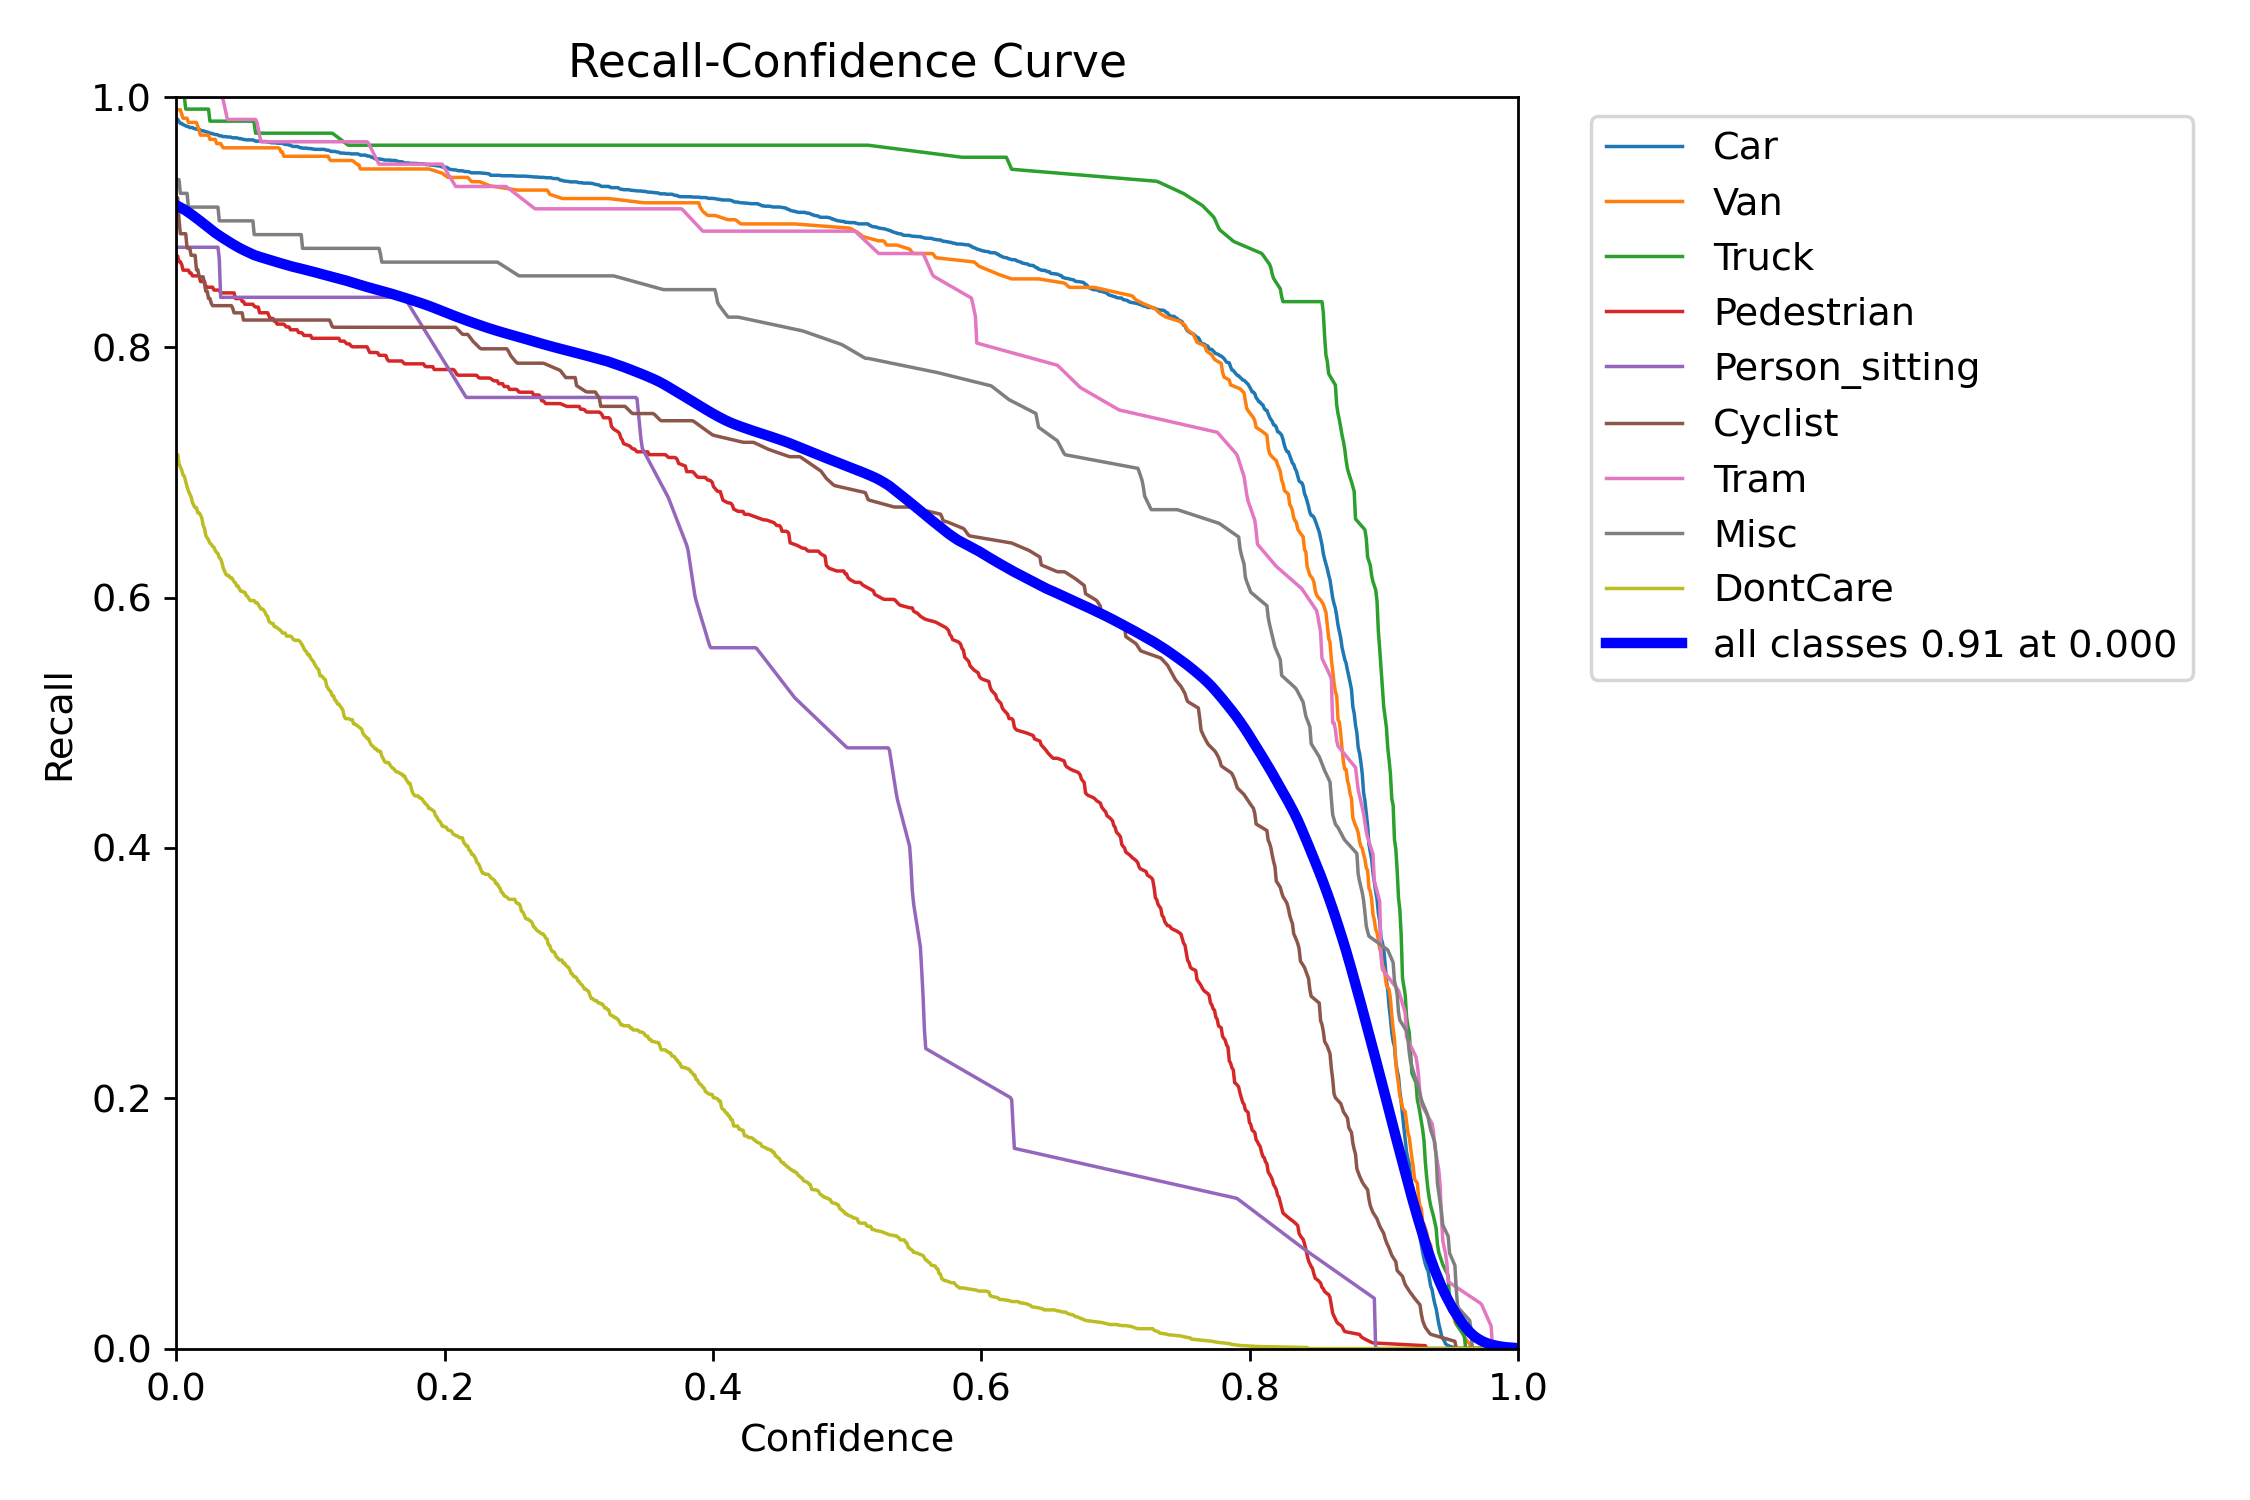 Recall-Confidence Curve
1.0
0.8
0.6
0.4
0.2
0.0
Recall
0.0 0.2 0.4 0.6 0.8 1.0
Confidence
Car
Van
Truck
Pedestrian
Person_sitting
Cyclist
Tram
Misc
DontCare
all classes 0.91 at 0.000